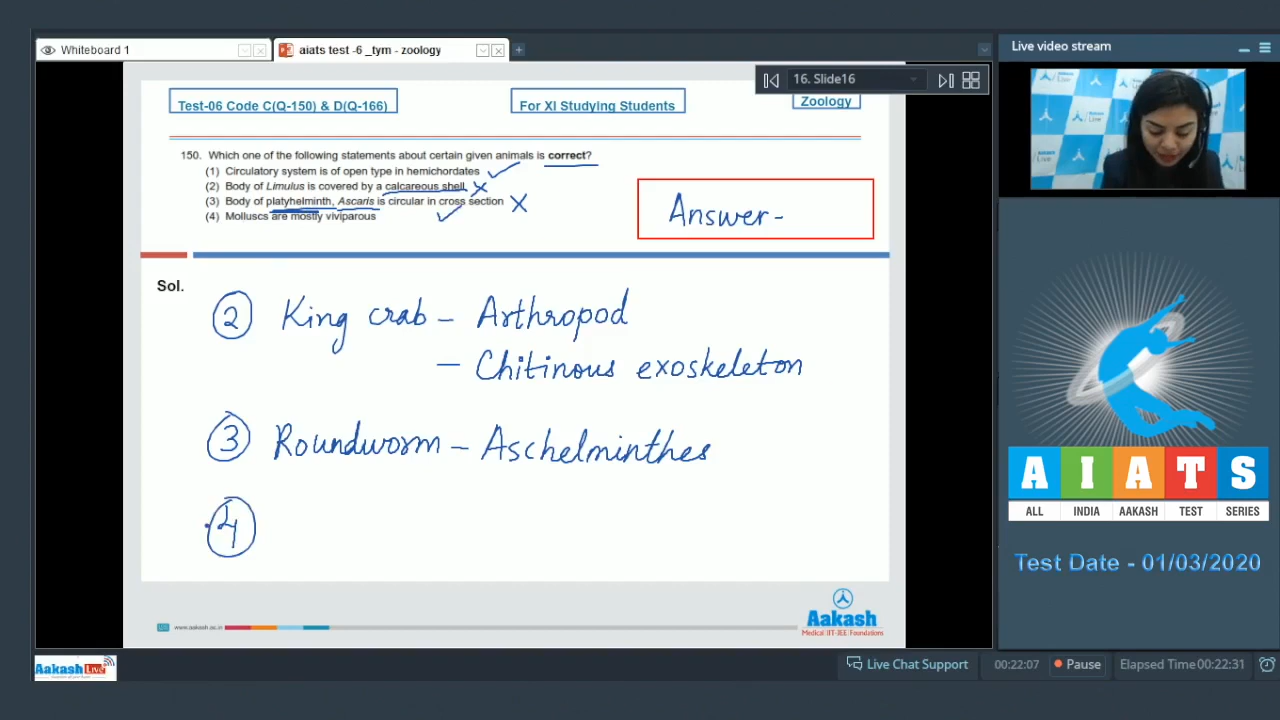 Whiteboard 1
aiats test -6 _tym - zoology
Live video stream
16. Slide16
Test-06 Code C(Q-150) & D(Q-166)
For XI Studying Students
Zoology
150. Which one of the following statements about certain given animals is correct?
(1) Circulatory system is of open type in hemichordates
(2) Body of Limulus is covered by a calcareous shell
(3) Body of platyhelminth, Ascaris is circular in cross section
(4) Molluscs are mostly viviparous
Answer-
Sol.
2 King crab - Arthropod
- Chitinous exoskeleton
3 Roundworm - Aschelminthes
4
AIATS
ALL INDIA AAKASH TEST SERIES
Test Date - 01/03/2020
www.aakash.ac.in
Aakash
Medical|IIT-JEE|Foundations
Aakash Live
Live Chat Support
00:22:07
Pause
Elapsed Time 00:22:31